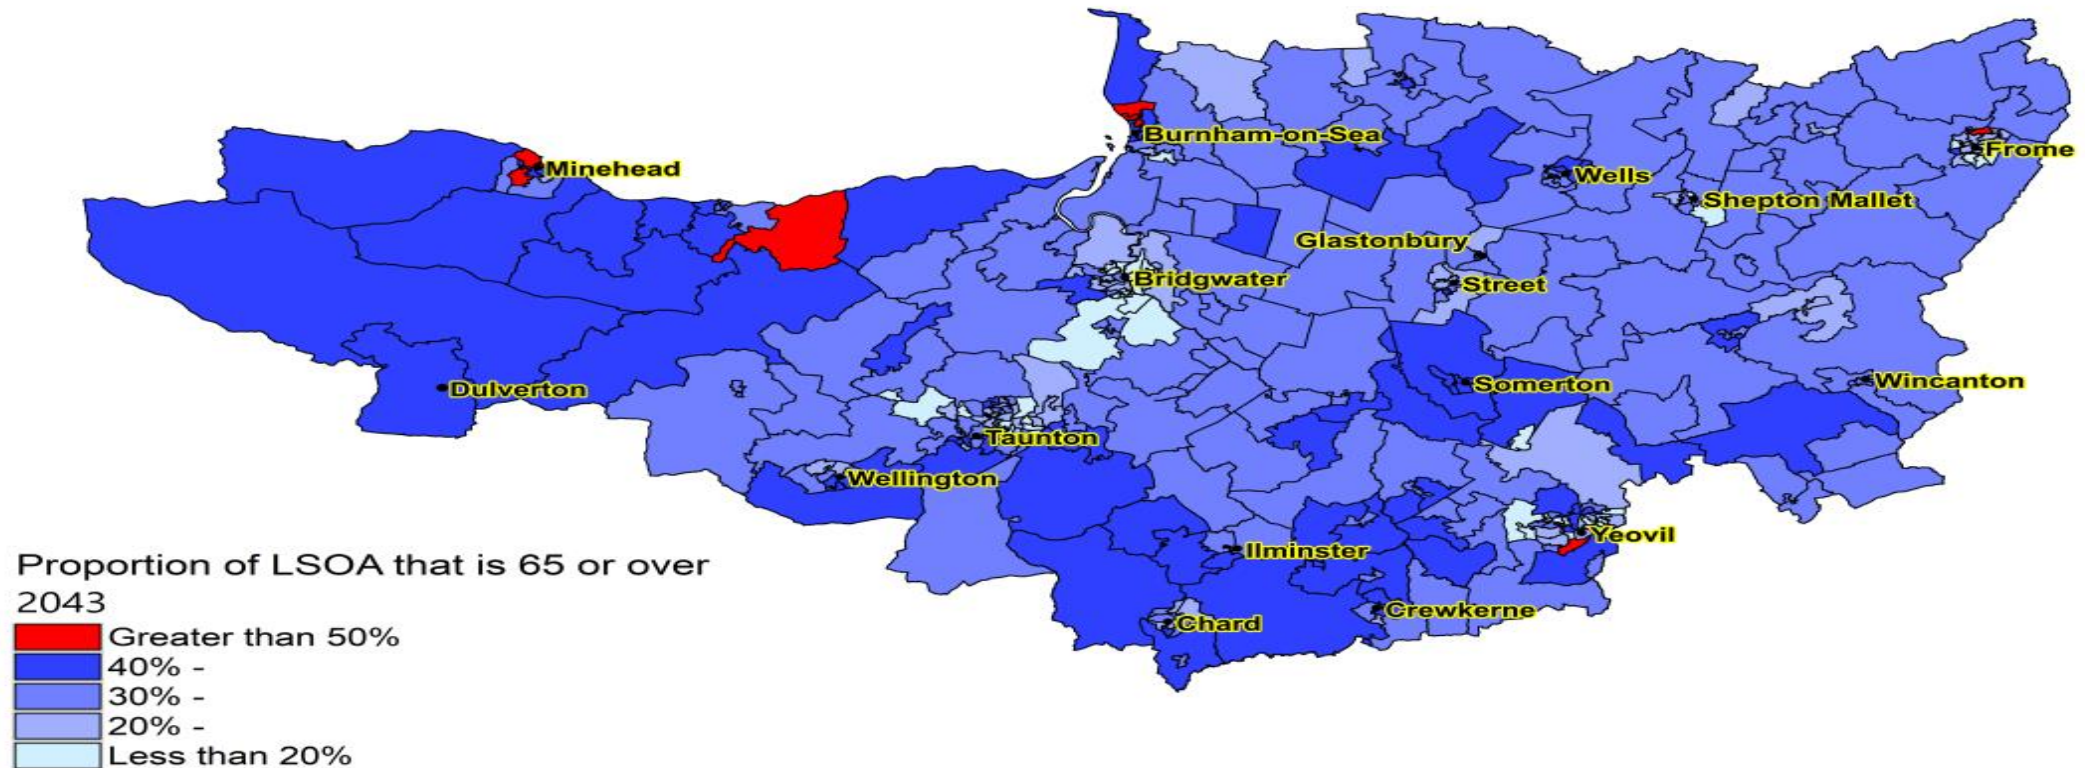 Burnham-on-Sea
Frome
Minehead
Wells
Shepton Mallet
Glastonbury
Bridgwater
Street
Dulverton
Somerton
Wincanton
Taunton
Wellington
Yeovil
Ilminster
Crewkerne
Chard
Proportion of LSOA that is 65 or over
2043
Greater than 50%
40% -
30% -
20% -
Less than 20%